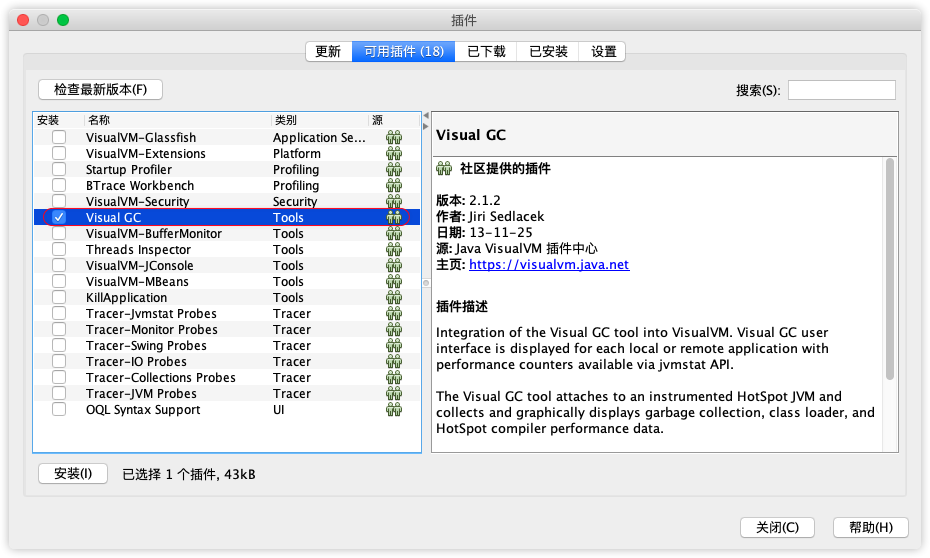 插件
更新 可用插件 (18) 已下载 已安装 设置
检查最新版本(F) 搜索(S):
安装 名称 类别 源
VisualVM-Glassfish Application Se...
VisualVM-Extensions Platform
Startup Profiler Profiling
BTrace Workbench Profiling
VisualVM-Security Security
Visual GC Tools
VisualVM-BufferMonitor Tools
Threads Inspector Tools
VisualVM-JConsole Tools
VisualVM-MBeans Tools
KillApplication Tools
Tracer-Jvmstat Probes Tracer
Tracer-Monitor Probes Tracer
Tracer-Swing Probes Tracer
Tracer-IO Probes Tracer
Tracer-Collections Probes Tracer
Tracer-JVM Probes Tracer
OQL Syntax Support UI
Visual GC
社区提供的插件
版本: 2.1.2
作者: Jiri Sedlacek
日期: 13-11-25
源: Java VisualVM 插件中心
主页: https://visualvm.java.net
插件描述
Integration of the Visual GC tool into VisualVM. Visual GC user
interface is displayed for each local or remote application with
performance counters available via jvmstat API.
The Visual GC tool attaches to an instrumented HotSpot JVM and
collects and graphically displays garbage collection, class loader, and
HotSpot compiler performance data.
安装(I) 已选择 1 个插件, 43kB
关闭(C) 帮助(H)